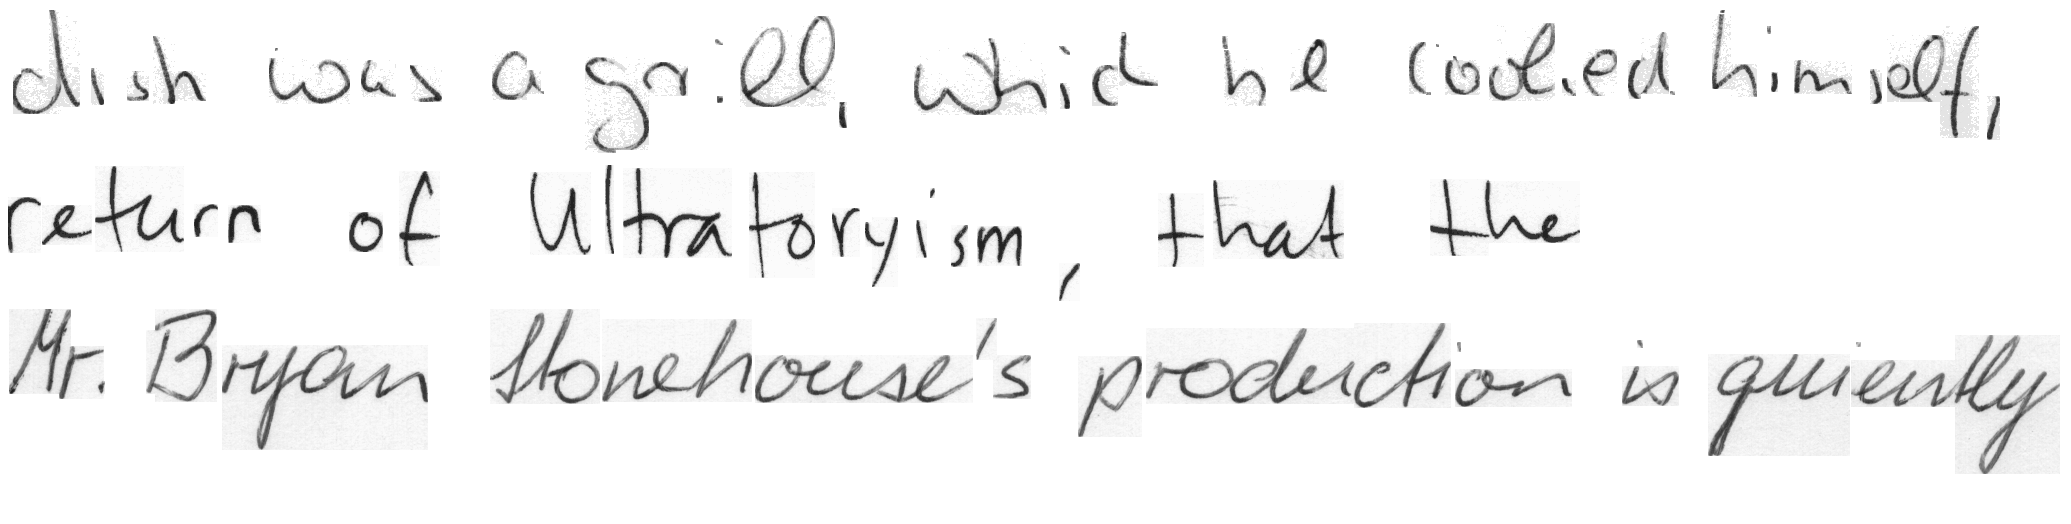 dish was a grill, which he cooked himself,
return of Ultratoryism, that the
Mr. Bryan Stonehouse's production is quiently